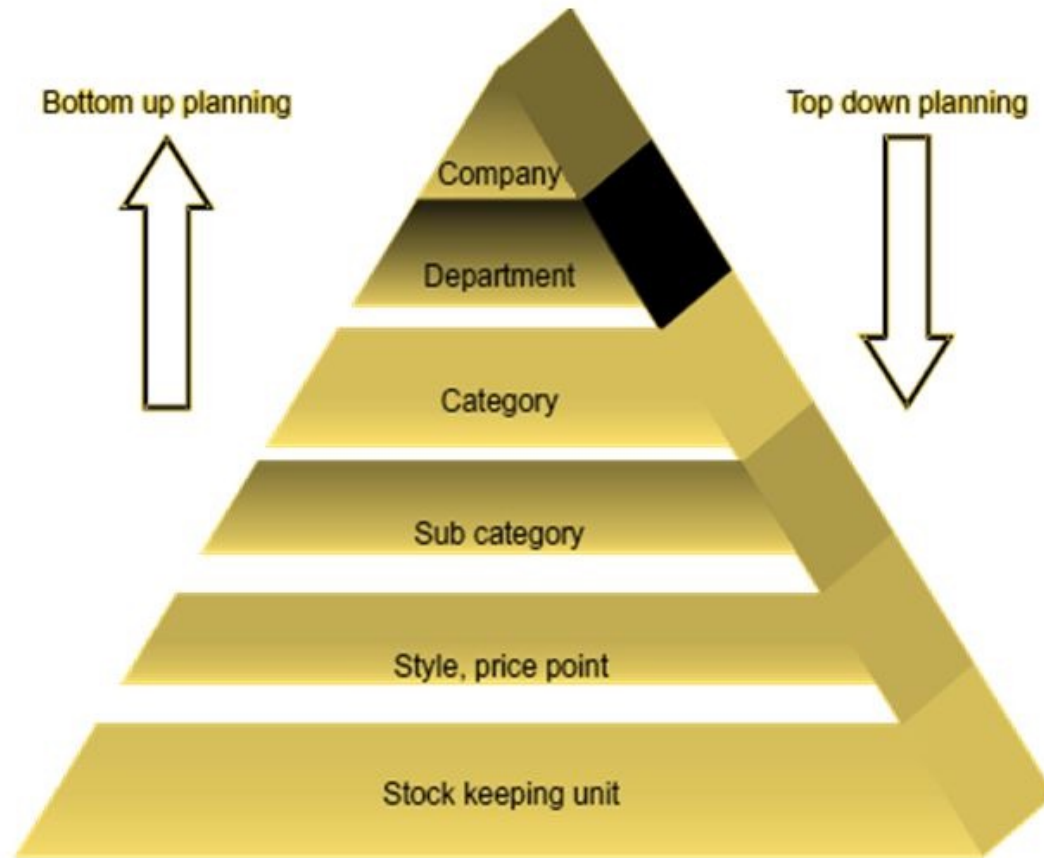 Bottom up planning
Top down planning
Company
Department
Category
Sub category
Style, price point
Stock keeping unit